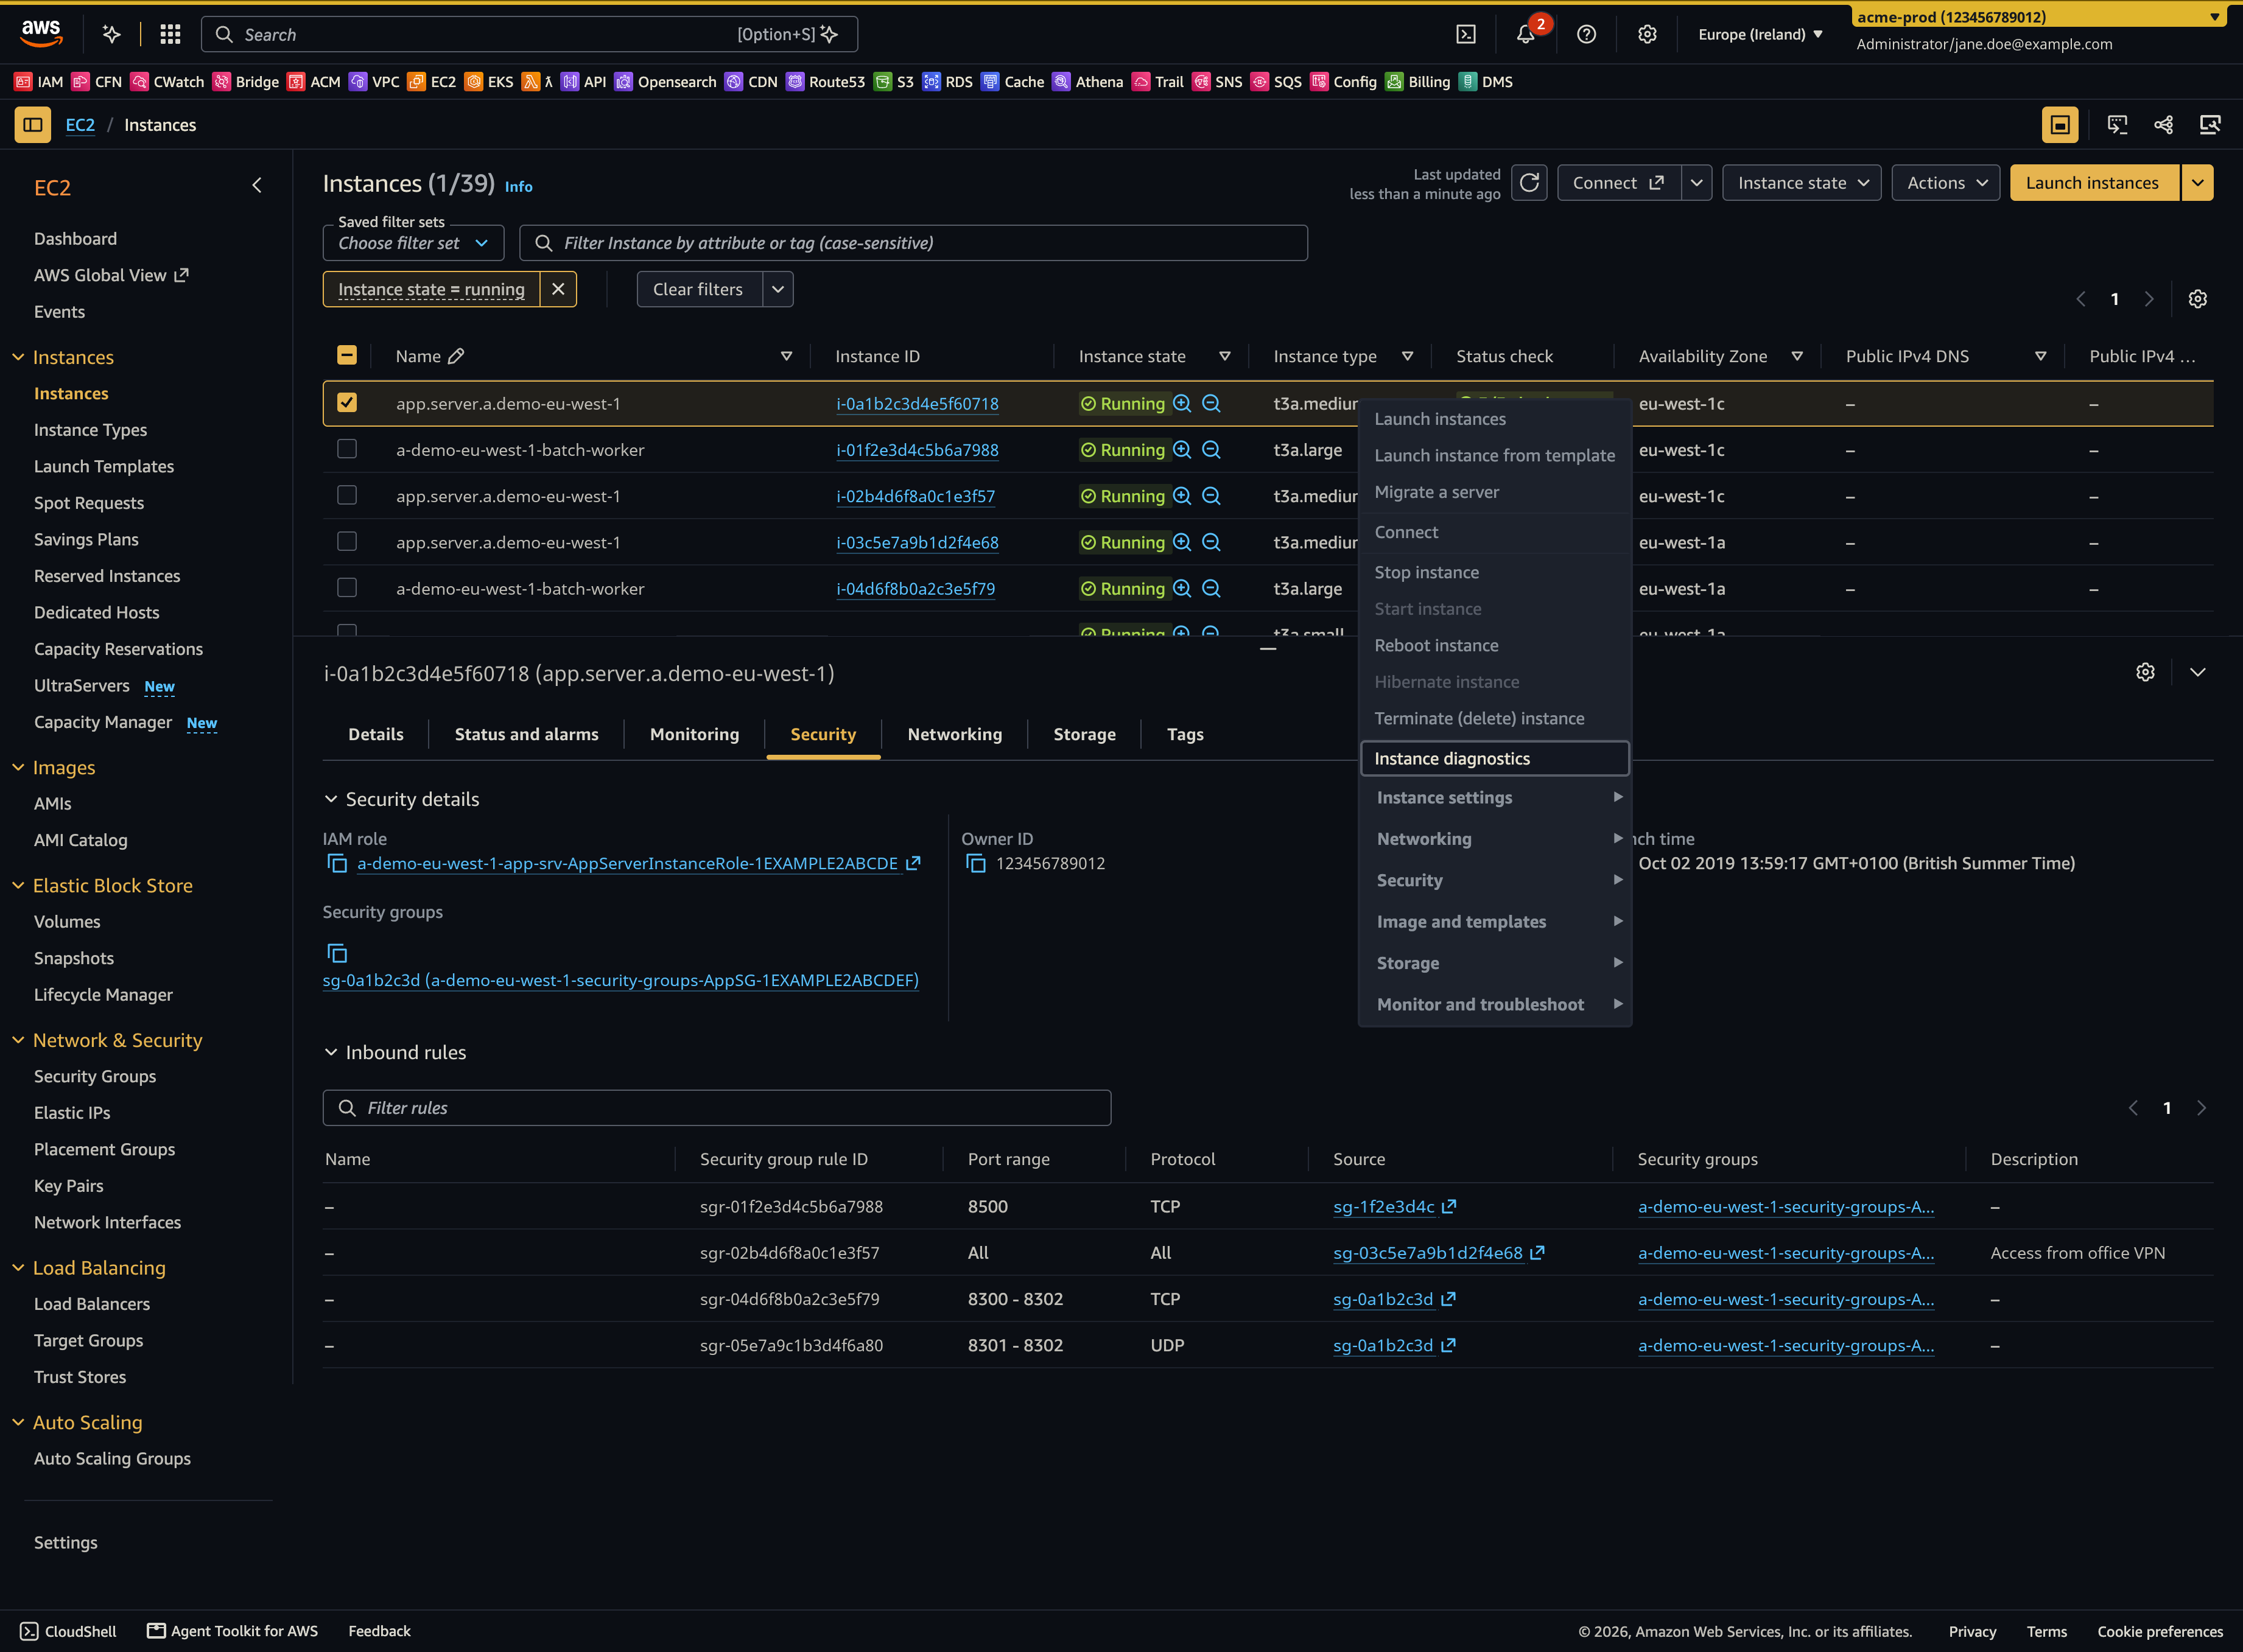 aws
Search [Option+S]
2
Europe (Ireland)
acme-prod (123456789012)
Administrator/jane.doe@example.com
IAM CFN CWatch Bridge ACM VPC EC2 EKS λ API Opensearch CDN Route53 S3 RDS Cache Athena Trail SNS SQS Config Billing DMS
EC2 / Instances
EC2
Dashboard
AWS Global View
Events
Instances
Instances
Instance Types
Launch Templates
Spot Requests
Savings Plans
Reserved Instances
Dedicated Hosts
Capacity Reservations
UltraServers New
Capacity Manager New
Images
AMIs
AMI Catalog
Elastic Block Store
Volumes
Snapshots
Lifecycle Manager
Network & Security
Security Groups
Elastic IPs
Placement Groups
Key Pairs
Network Interfaces
Load Balancing
Load Balancers
Target Groups
Trust Stores
Auto Scaling
Auto Scaling Groups
Settings
Instances (1/39) Info
Last updated
less than a minute ago
Connect
Instance state
Actions
Launch instances
Saved filter sets
Choose filter set
Filter Instance by attribute or tag (case-sensitive)
Instance state = running
Clear filters
1
Name Instance ID Instance state Instance type Status check Availability Zone Public IPv4 DNS Public IPv4 ...
app.server.a.demo-eu-west-1 i-0a1b2c3d4e5f60718 Running t3a.mediur eu-west-1c – –
a-demo-eu-west-1-batch-worker i-01f2e3d4c5b6a7988 Running t3a.large eu-west-1c – –
app.server.a.demo-eu-west-1 i-02b4d6f8a0c1e3f57 Running t3a.mediur eu-west-1c – –
app.server.a.demo-eu-west-1 i-03c5e7a9b1d2f4e68 Running t3a.mediur eu-west-1a – –
a-demo-eu-west-1-batch-worker i-04d6f8b0a2c3e5f79 Running t3a.large eu-west-1a – –
Running t3a.small eu-west-1a
Launch instances
Launch instance from template
Migrate a server
Connect
Stop instance
Start instance
Reboot instance
Hibernate instance
Terminate (delete) instance
Instance diagnostics
Instance settings
Networking
Security
Image and templates
Storage
Monitor and troubleshoot
i-0a1b2c3d4e5f60718 (app.server.a.demo-eu-west-1)
Details Status and alarms Monitoring Security Networking Storage Tags
Security details
IAM role
a-demo-eu-west-1-app-srv-AppServerInstanceRole-1EXAMPLE2ABCDE
Owner ID
123456789012
nch time
Oct 02 2019 13:59:17 GMT+0100 (British Summer Time)
Security groups
sg-0a1b2c3d (a-demo-eu-west-1-security-groups-AppSG-1EXAMPLE2ABCDEF)
Inbound rules
Filter rules
1
Name Security group rule ID Port range Protocol Source Security groups Description
– sgr-01f2e3d4c5b6a7988 8500 TCP sg-1f2e3d4c a-demo-eu-west-1-security-groups-A... –
– sgr-02b4d6f8a0c1e3f57 All All sg-03c5e7a9b1d2f4e68 a-demo-eu-west-1-security-groups-A... Access from office VPN
– sgr-04d6f8b0a2c3e5f79 8300 - 8302 TCP sg-0a1b2c3d a-demo-eu-west-1-security-groups-A... –
– sgr-05e7a9c1b3d4f6a80 8301 - 8302 UDP sg-0a1b2c3d a-demo-eu-west-1-security-groups-A... –
CloudShell Agent Toolkit for AWS Feedback
© 2026, Amazon Web Services, Inc. or its affiliates. Privacy Terms Cookie preferences